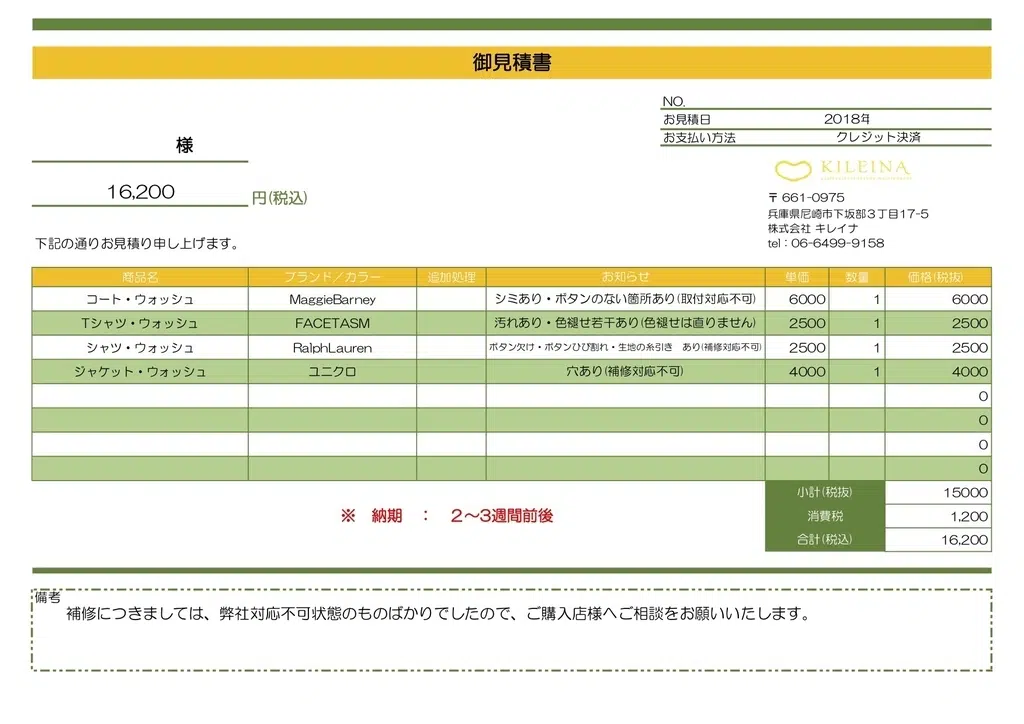 御見積書
NO.
お見積日 2018年
お支払い方法 クレジット決済
様
16,200 円(税込)
KILEINA
〒 661-0975
兵庫県尼崎市下坂部3丁目17-5
株式会社 キレイナ
tel：06-6499-9158
下記の通りお見積り申し上げます。
商品名 ブランド／カラー 追加処理 お知らせ 単価 数量 価格(税抜)
コート・ウォッシュ MaggieBarney シミあり・ボタンのない箇所あり(取付対応不可) 6000 1 6000
Tシャツ・ウォッシュ FACETASM 汚れあり・色褪せ若干あり(色褪せは直りません) 2500 1 2500
シャツ・ウォッシュ RalphLauren ボタン欠け・ボタンひび割れ・生地の糸引き　あり(補修対応不可) 2500 1 2500
ジャケット・ウォッシュ ユニクロ 穴あり(補修対応不可) 4000 1 4000
0
0
0
0
小計(税抜) 15000
※　納期　：　2～3週間前後
消費税 1,200
合計(税込) 16,200
備考
補修につきましては、弊社対応不可状態のものばかりでしたので、ご購入店様へご相談をお願いいたします。